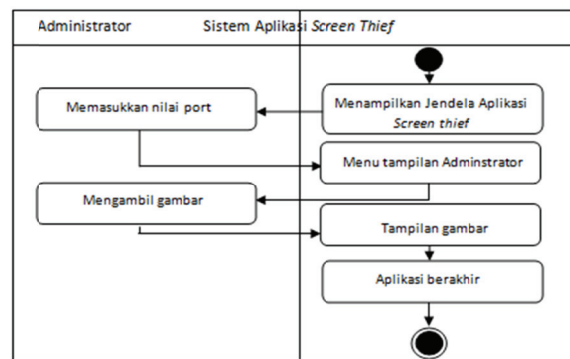 Administrator
Sistem Aplikasi Screen Thief
Menampilkan Jendela Aplikasi
Screen thief
Memasukkan nilai port
Menu tampilan Adminstrator
Mengambil gambar
Tampilan gambar
Aplikasi berakhir